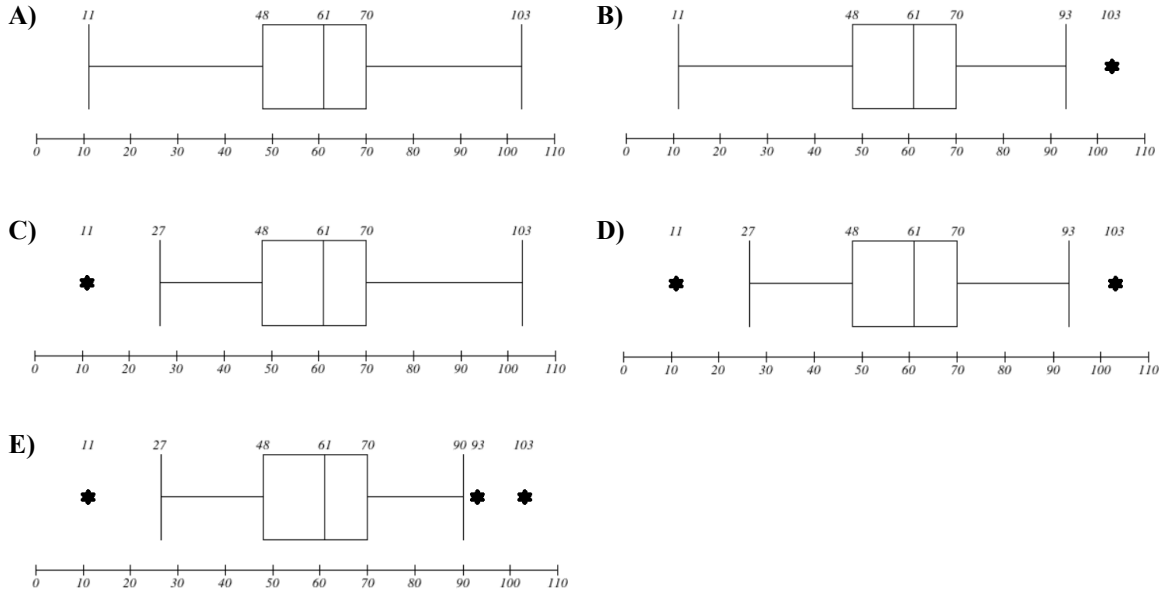 A)
11 48 61 70 103
0 10 20 30 40 50 60 70 80 90 100 110
B)
11 48 61 70 93 103
0 10 20 30 40 50 60 70 80 90 100 110
C)
11 27 48 61 70 103
0 10 20 30 40 50 60 70 80 90 100 110
D)
11 27 48 61 70 93 103
0 10 20 30 40 50 60 70 80 90 100 110
E)
11 27 48 61 70 90 93 103
0 10 20 30 40 50 60 70 80 90 100 110